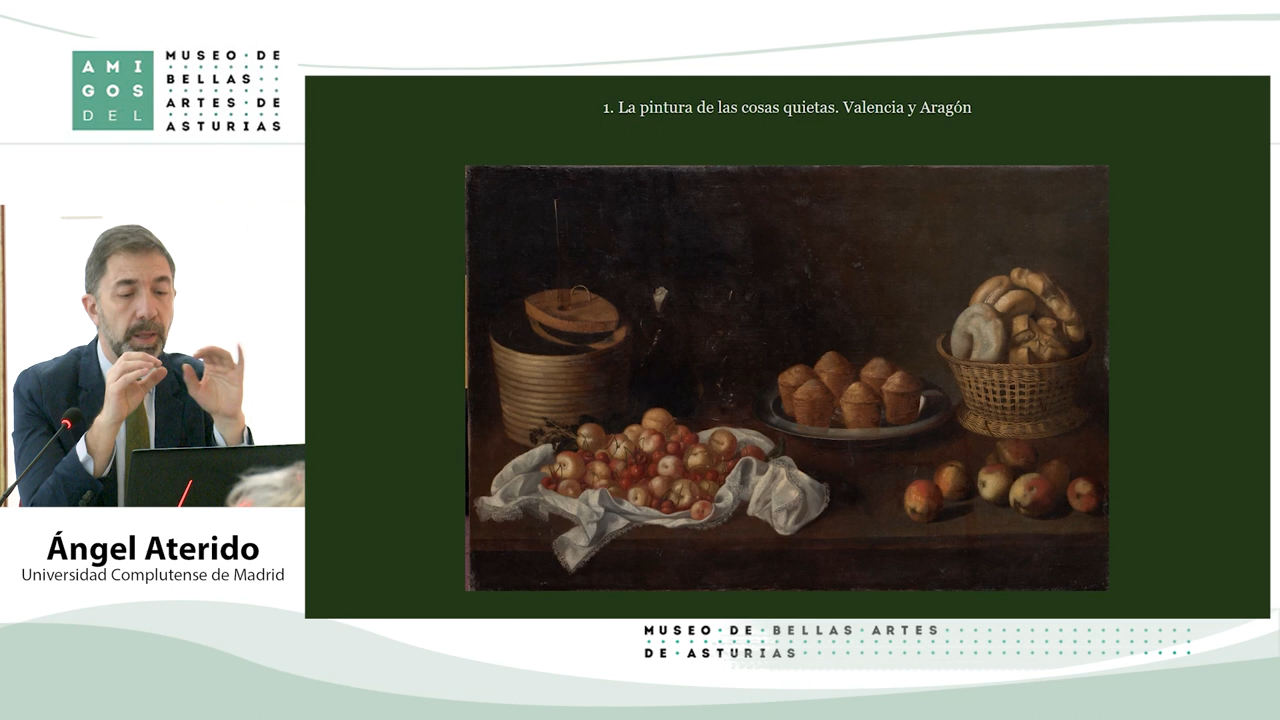 AMI
GOS
DEL
MUSEO·DE
BELLAS
ARTES·DE
ASTURIAS
1. La pintura de las cosas quietas. Valencia y Aragón
Ángel Aterido
Universidad Complutense de Madrid
MUSEO·DE·BELLAS·ARTES
DE·ASTURIAS